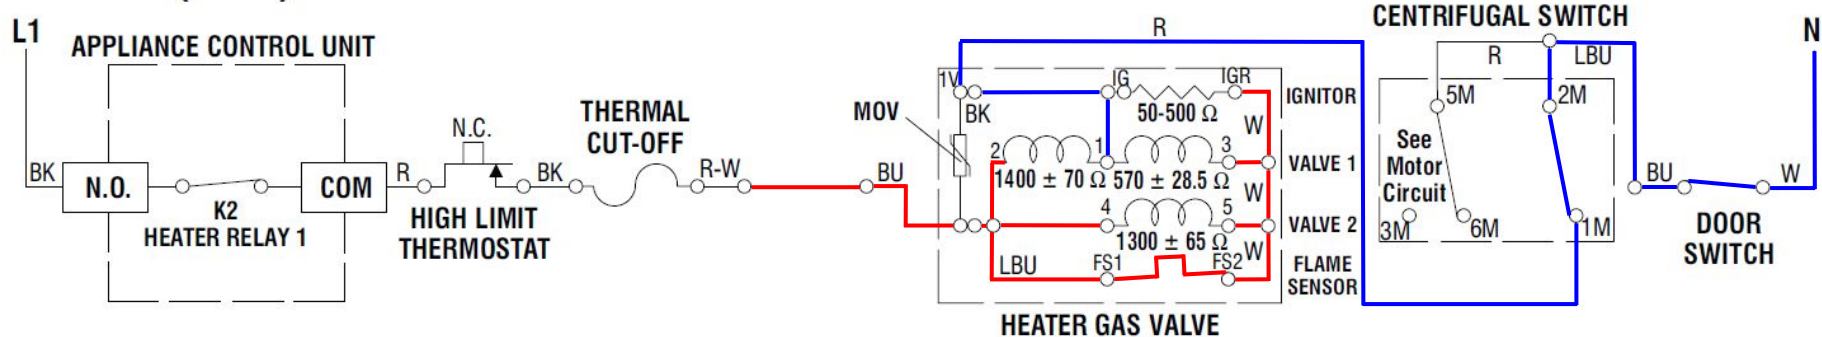 L1
APPLIANCE CONTROL UNIT
BK
N.O.
K2
HEATER RELAY 1
COM
R
N.C.
HIGH LIMIT
THERMOSTAT
BK
THERMAL
CUT-OFF
R-W
BU
MOV
R
1V
BK
IG
IGR
50-500 Ω
W
IGNITOR
2
1
3
1400 ± 70 Ω
570 ± 28.5 Ω
VALVE 1
W
4
5
1300 ± 65 Ω
VALVE 2
W
LBU
FS1
FS2
FLAME
SENSOR
HEATER GAS VALVE
CENTRIFUGAL SWITCH
R
LBU
5M
2M
See
Motor
Circuit
3M
6M
1M
BU
DOOR
SWITCH
W
N